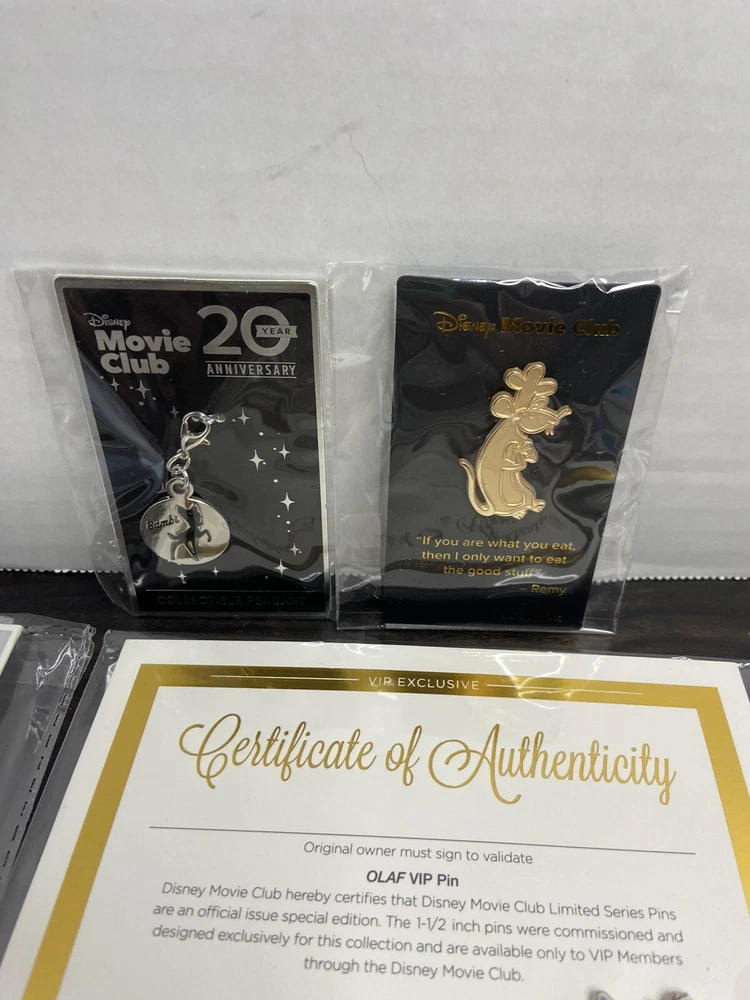 Disney
Movie
Club
20
YEAR
ANNIVERSARY
Bambi
COLLECTIBLE PENDANT
Disney Movie Club
"If you are what you eat,
then I only want to eat
the good stuff."
– Remy
VIP EXCLUSIVE
Certificate of Authenticity
Original owner must sign to validate
OLAF VIP Pin
Disney Movie Club hereby certifies that Disney Movie Club Limited Series Pins
are an official issue special edition. The 1-1/2 inch pins were commissioned and
designed exclusively for this collection and are available only to VIP Members
through the Disney Movie Club.